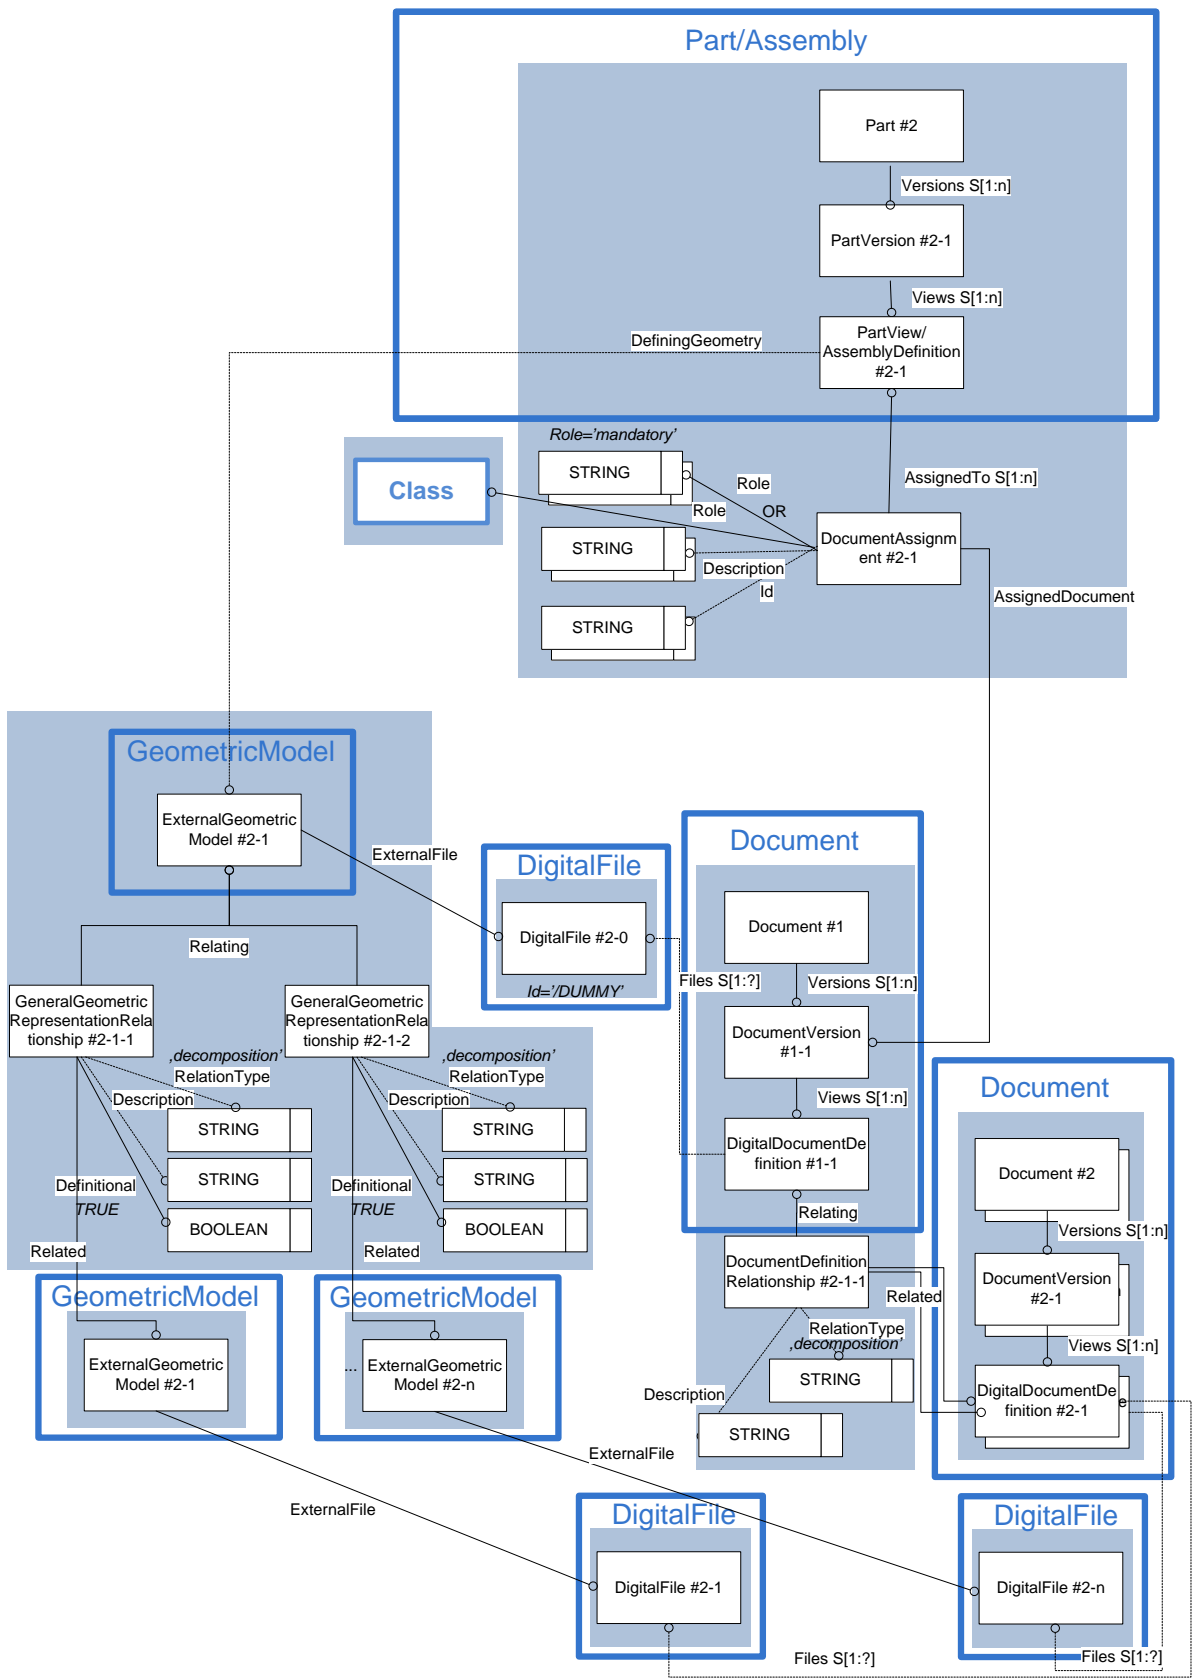 Part/Assembly
Part #2
Versions S[1:n]
PartVersion #2-1
Views S[1:n]
PartView/
AssemblyDefinition
#2-1
DefiningGeometry
Role='mandatory'
STRING
Class
Role
Role
OR
AssignedTo S[1:n]
STRING
DocumentAssignm
ent #2-1
Description
Id
AssignedDocument
STRING
GeometricModel
ExternalGeometric
Model #2-1
ExternalFile
DigitalFile
DigitalFile #2-0
Id='/DUMMY'
Relating
Document
Document #1
Files S[1:?]
Versions S[1:n]
DocumentVersion
#1-1
Views S[1:n]
DigitalDocumentDe
finition #1-1
Relating
GeneralGeometric
RepresentationRela
tionship #2-1-1
GeneralGeometric
RepresentationRela
tionship #2-1-2
‚decomposition’
RelationType
Description
STRING
STRING
Definitional
TRUE
BOOLEAN
Related
‚decomposition’
RelationType
Description
STRING
STRING
Definitional
TRUE
BOOLEAN
Related
Document
Document #2
Versions S[1:n]
DocumentVersion
#2-1
Views S[1:n]
DigitalDocumentDe
finition #2-1
e
DocumentDefinition
Relationship #2-1-1
Related
RelationType
‚decomposition’
STRING
Description
STRING
GeometricModel
ExternalGeometric
Model #2-1
GeometricModel
...
ExternalGeometric
Model #2-n
ExternalFile
ExternalFile
DigitalFile
DigitalFile #2-1
DigitalFile
DigitalFile #2-n
Files S[1:?]
Files S[1:?]